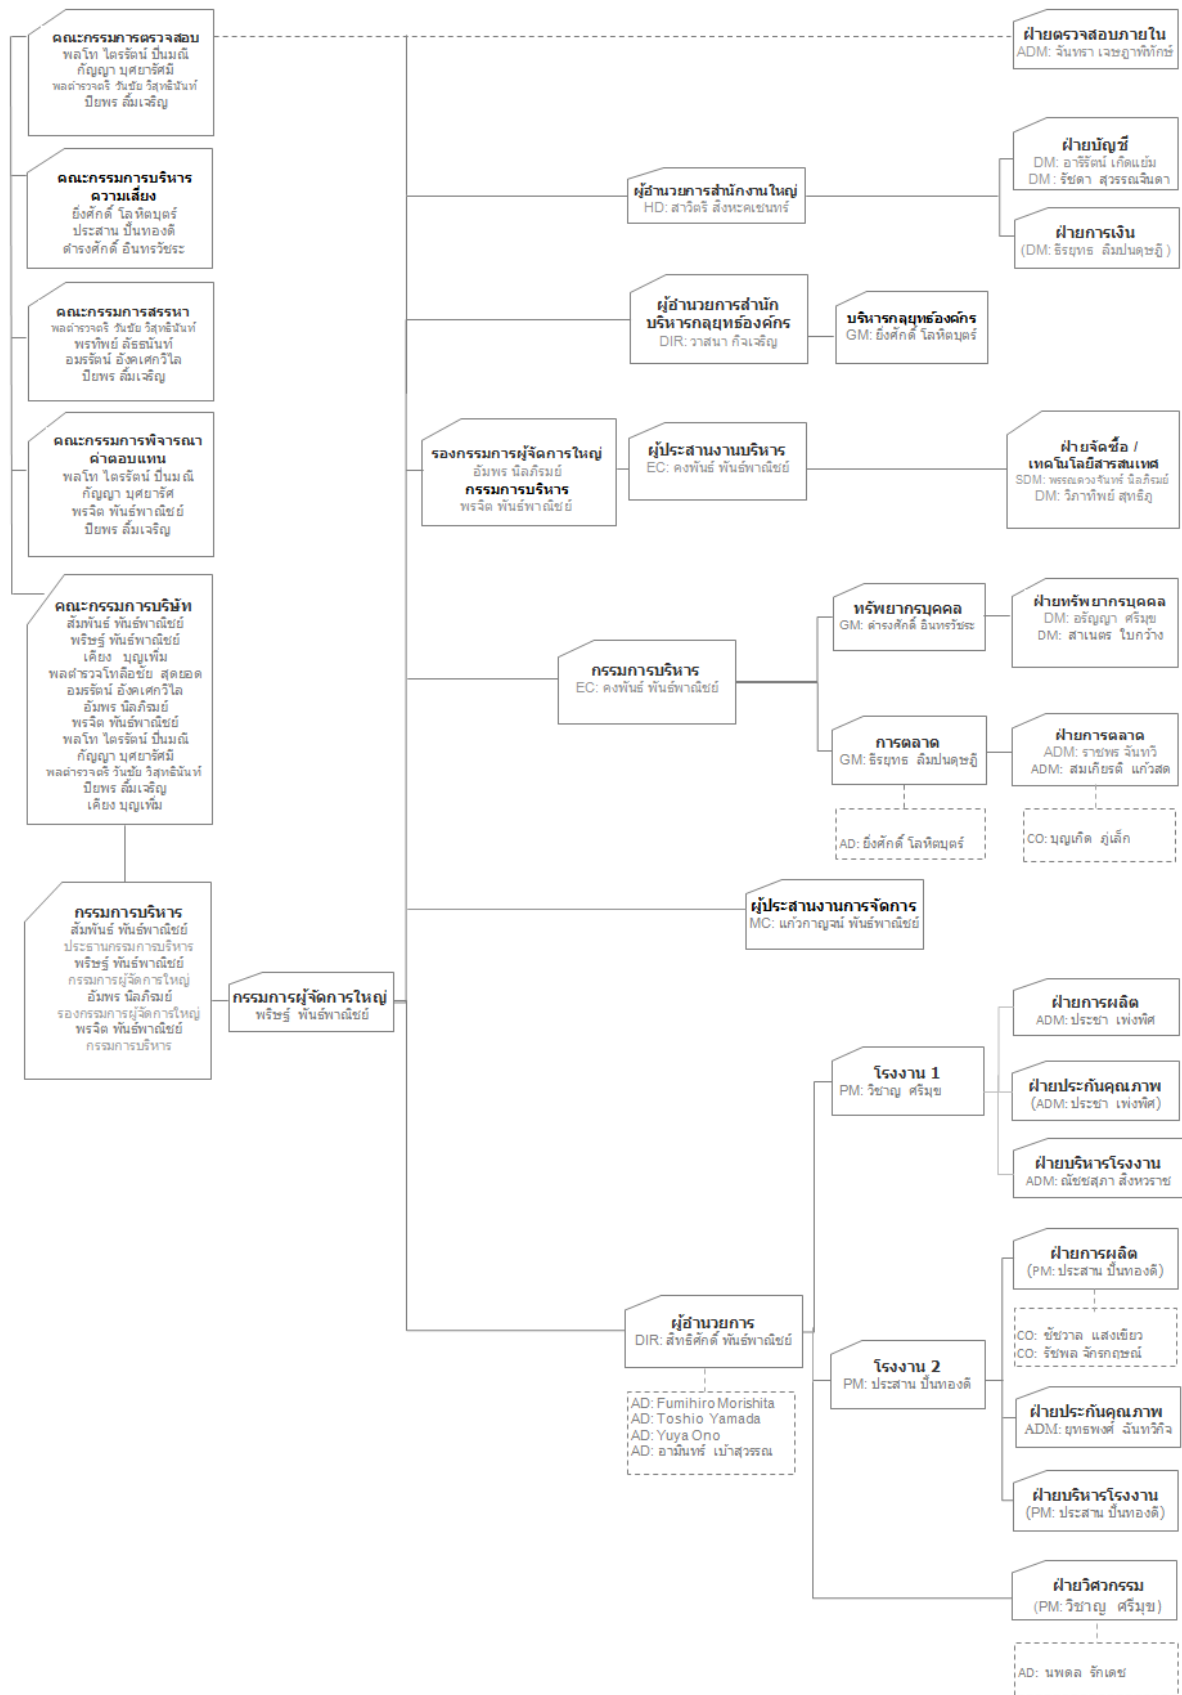 คณะกรรมการตรวจสอบ
พลโท ไตรรัตน์ ปิ่นมณี
กัญญา บุศยารัศมี
พลตำรวจตรี วันชัย วิสุทธินันท์
ปิยพร ลิ้มเจริญ
ฝ่ายตรวจสอบภายใน
ADM: จันทรา เจษฎาพิทักษ์
คณะกรรมการบริหาร
ความเสี่ยง
ยิ่งศักดิ์ โลหิตบุตร์
ประสาน ปิ้นทองดี
ดำรงศักดิ์ อินทรวัชระ
ผู้อำนวยการสำนักงานใหญ่
HD: สาวิตรี สิงหะคเชนทร์
ฝ่ายบัญชี
DM: อารีรัตน์ เกิดแย้ม
DM: รัชดา สุวรรณจินดา
ฝ่ายการเงิน
(DM: ธีรยุทธ ลิมปนดุษฎี )
คณะกรรมการสรรหา
พลตำรวจตรี วันชัย วิสุทธินันท์
พรทิพย์ ลัธธนันท์
อมรรัตน์ อังคเศกวิไล
ปิยพร ลิ้มเจริญ
ผู้อำนวยการสำนัก
บริหารกลยุทธ์องค์กร
DIR: วาสนา กิจเจริญ
บริหารกลยุทธ์องค์กร
GM: ยิ่งศักดิ์ โลหิตบุตร์
คณะกรรมการพิจารณา
ค่าตอบแทน
พลโท ไตรรัตน์ ปิ่นมณี
กัญญา บุศยารัศ
พรจิต พันธ์พาณิชย์
ปิยพร ลิ้มเจริญ
รองกรรมการผู้จัดการใหญ่
อัมพร นิลภิรมย์
กรรมการบริหาร
พรจิต พันธ์พาณิชย์
ผู้ประสานงานบริหาร
EC: คงพันธ์ พันธ์พาณิชย์
ฝ่ายจัดซื้อ /
เทคโนโลยีสารสนเทศ
SDM: พรรณดวงจันทร์ นิลภิรมย์
DM: วิภาทิพย์ สุทธิภู
คณะกรรมการบริษัท
สัมพันธ์ พันธ์พาณิชย์
พริษฐ์ พันธ์พาณิชย์
เคียง บุญเพิ่ม
พลตำรวจโทลือชัย สุดยอด
อมรรัตน์ อังคเศกวิไล
อัมพร นิลภิรมย์
พรจิต พันธ์พาณิชย์
พลโท ไตรรัตน์ ปิ่นมณี
กัญญา บุศยารัศมี
พลตำรวจตรี วันชัย วิสุทธินันท์
ปิยพร ลิ้มเจริญ
เคียง บุญเพิ่ม
กรรมการบริหาร
EC: คงพันธ์ พันธ์พาณิชย์
ทรัพยากรบุคคล
GM: ดำรงศักดิ์ อินทรวัชระ
ฝ่ายทรัพยากรบุคคล
DM: อรัญญา ศรีมุข
DM: สาเนตร ใบกว้าง
การตลาด
GM: ธีรยุทธ ลิมปนดุษฎี
AD: ยิ่งศักดิ์ โลหิตบุตร์
ฝ่ายการตลาด
ADM: ราชพร จันทวี
ADM: สมเกียรติ แก้วสด
CO: บุญเกิด ภู่เล็ก
กรรมการบริหาร
สัมพันธ์ พันธ์พาณิชย์
ประธานกรรมการบริหาร
พริษฐ์ พันธ์พาณิชย์
กรรมการผู้จัดการใหญ่
อัมพร นิลภิรมย์
รองกรรมการผู้จัดการใหญ่
พรจิต พันธ์พาณิชย์
กรรมการบริหาร
กรรมการผู้จัดการใหญ่
พริษฐ์ พันธ์พาณิชย์
ผู้ประสานงานการจัดการ
MC: แก้วกาญจน์ พันธ์พาณิชย์
โรงงาน 1
PM: วิชาญ ศรีมุข
ฝ่ายการผลิต
ADM: ประชา เพ่งพิศ
ฝ่ายประกันคุณภาพ
(ADM: ประชา เพ่งพิศ)
ฝ่ายบริหารโรงงาน
ADM: ณัชชสุภา สิงหวราช
ผู้อำนวยการ
DIR: สิทธิศักดิ์ พันธ์พาณิชย์
AD: Fumihiro Morishita
AD: Toshio Yamada
AD: Yuya Ono
AD: อามินทร์ เบ้าสุวรรณ
โรงงาน 2
PM: ประสาน ปิ้นทองดี
ฝ่ายการผลิต
(PM: ประสาน ปิ้นทองดี)
CO: ชัชวาล แสงเขียว
CO: รัชพล จักรกฤษณ์
ฝ่ายประกันคุณภาพ
ADM: ยุทธพงศ์ ฉันทวิกิจ
ฝ่ายบริหารโรงงาน
(PM: ประสาน ปิ้นทองดี)
ฝ่ายวิศวกรรม
(PM: วิชาญ ศรีมุข)
AD: นพดล รักเดช